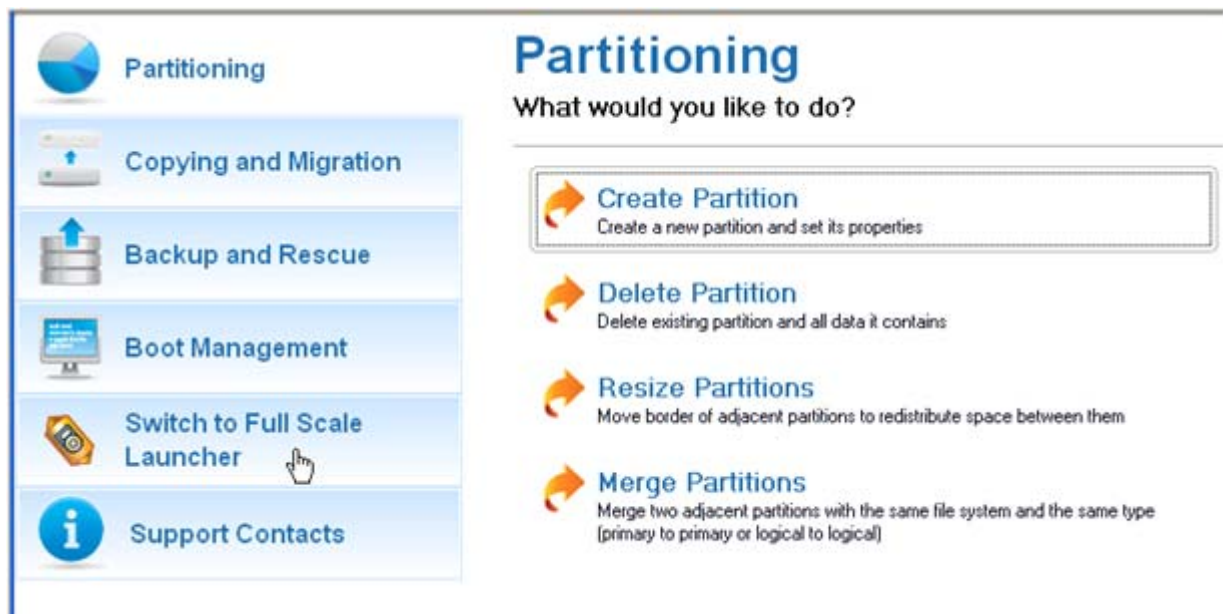 Partitioning
Copying and Migration
Backup and Rescue
Boot Management
Switch to Full Scale
Launcher
Support Contacts
Partitioning
What would you like to do?
Create Partition
Create a new partition and set its properties
Delete Partition
Delete existing partition and all data it contains
Resize Partitions
Move border of adjacent partitions to redistribute space between them
Merge Partitions
Merge two adjacent partitions with the same file system and the same type
(primary to primary or logical to logical)